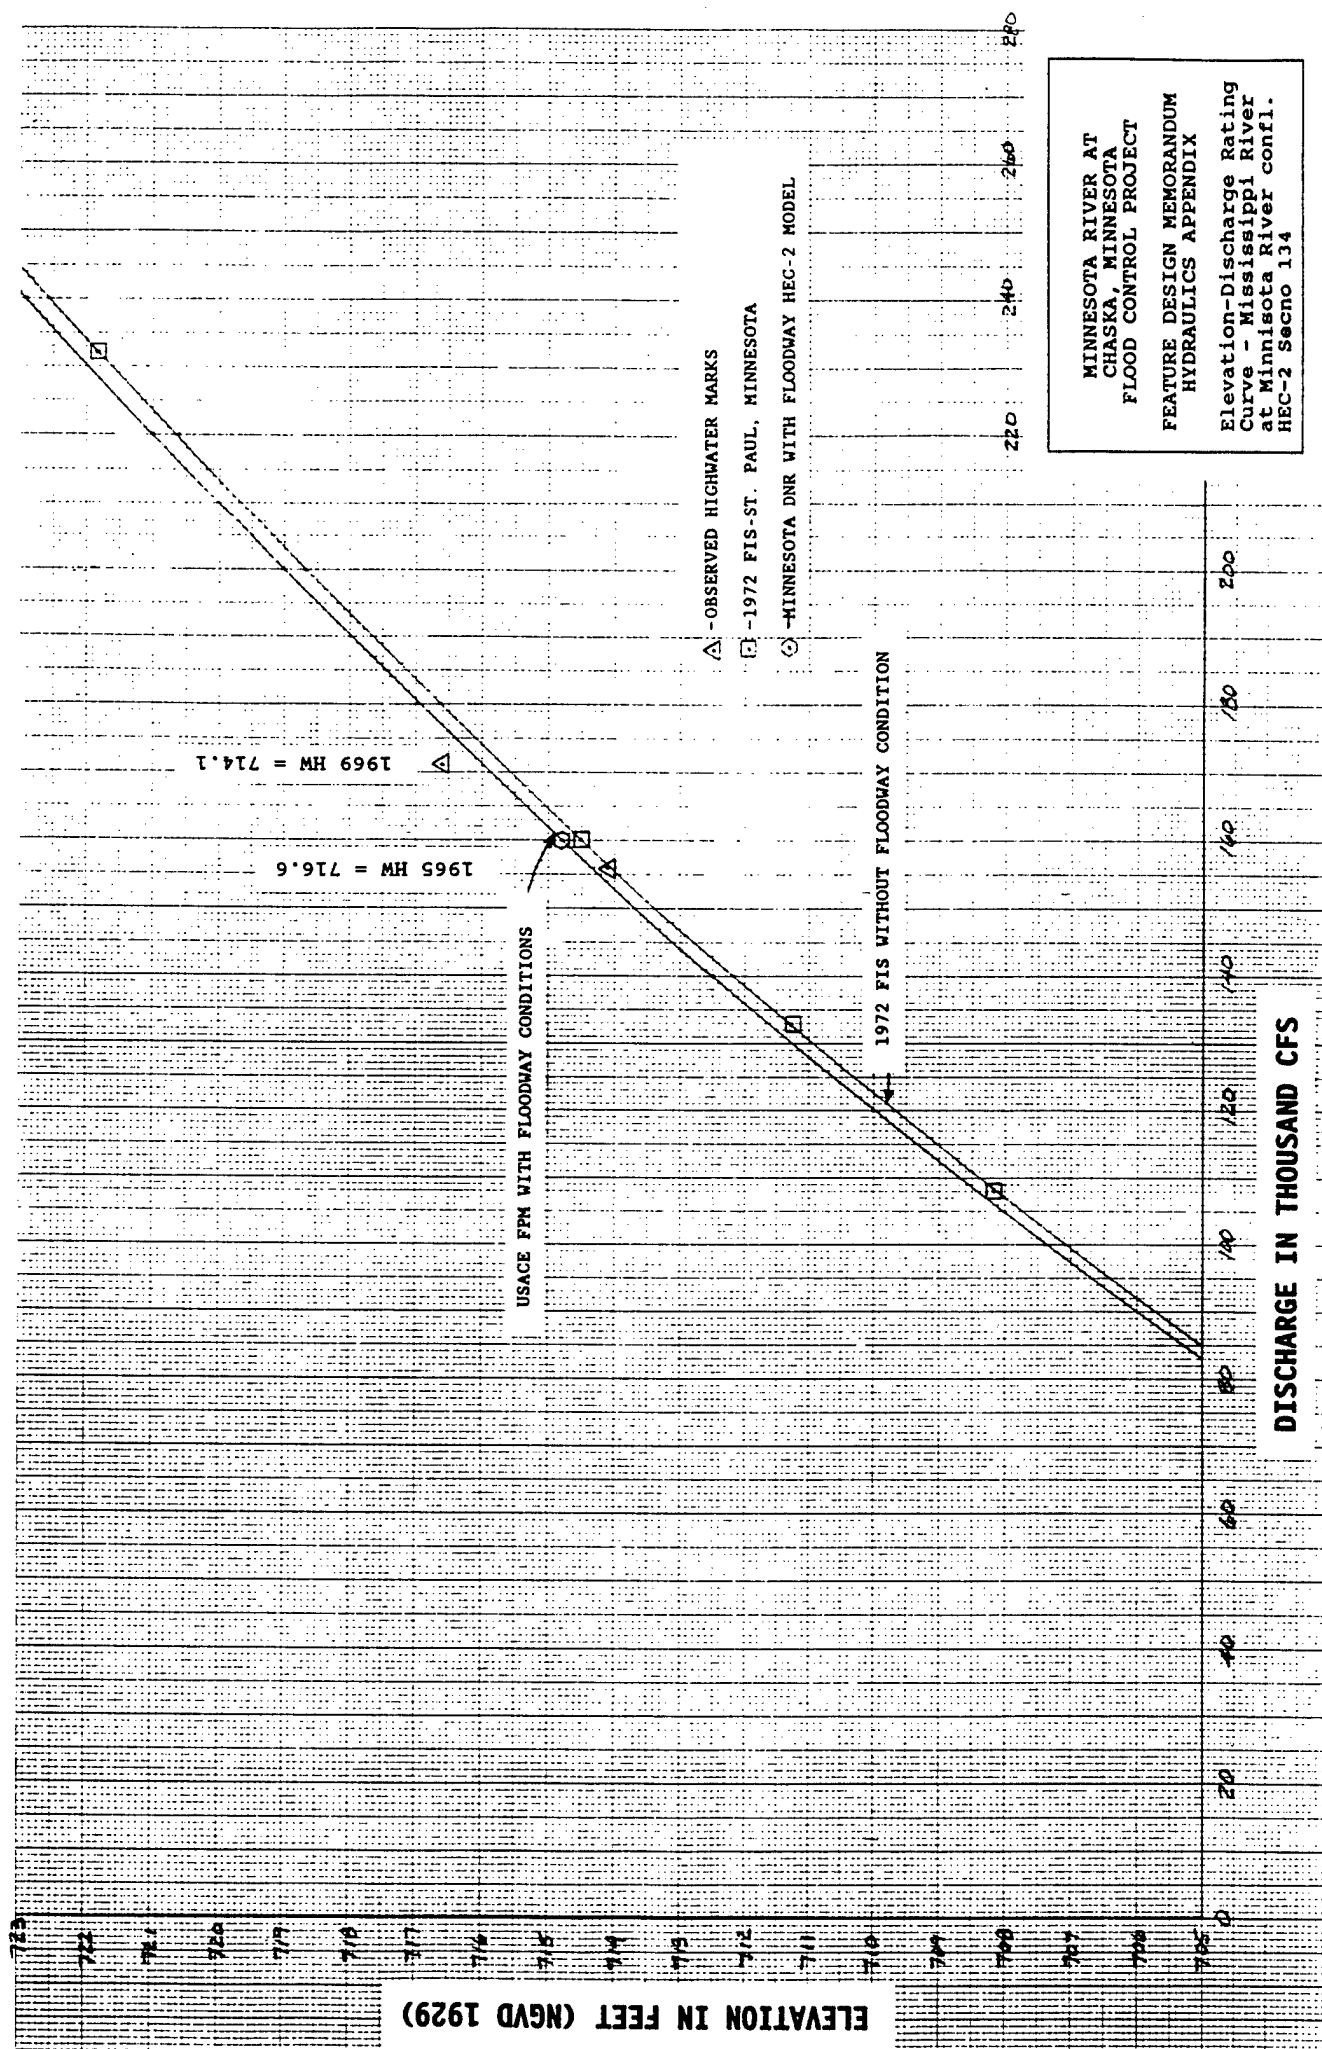 723
722
721
720
719
718
717
716
715
714
713
712
711
710
709
708
707
706
705
ELEVATION IN FEET (NGVD 1929)
0
20
40
60
80
100
120
140
160
180
200
220
240
260
280
DISCHARGE IN THOUSAND CFS
1965 HW = 716.6
1969 HW = 714.1
USACE FPM WITH FLOODWAY CONDITIONS
1972 FIS WITHOUT FLOODWAY CONDITION
-OBSERVED HIGHWATER MARKS
-1972 FIS-ST. PAUL, MINNESOTA
-MINNESOTA DNR WITH FLOODWAY HEC-2 MODEL
MINNESOTA RIVER AT
CHASKA, MINNESOTA
FLOOD CONTROL PROJECT
FEATURE DESIGN MEMORANDUM
HYDRAULICS APPENDIX
Elevation-Discharge Rating
Curve - Mississippi River
at Minnisota River confl.
HEC-2 Secno 134